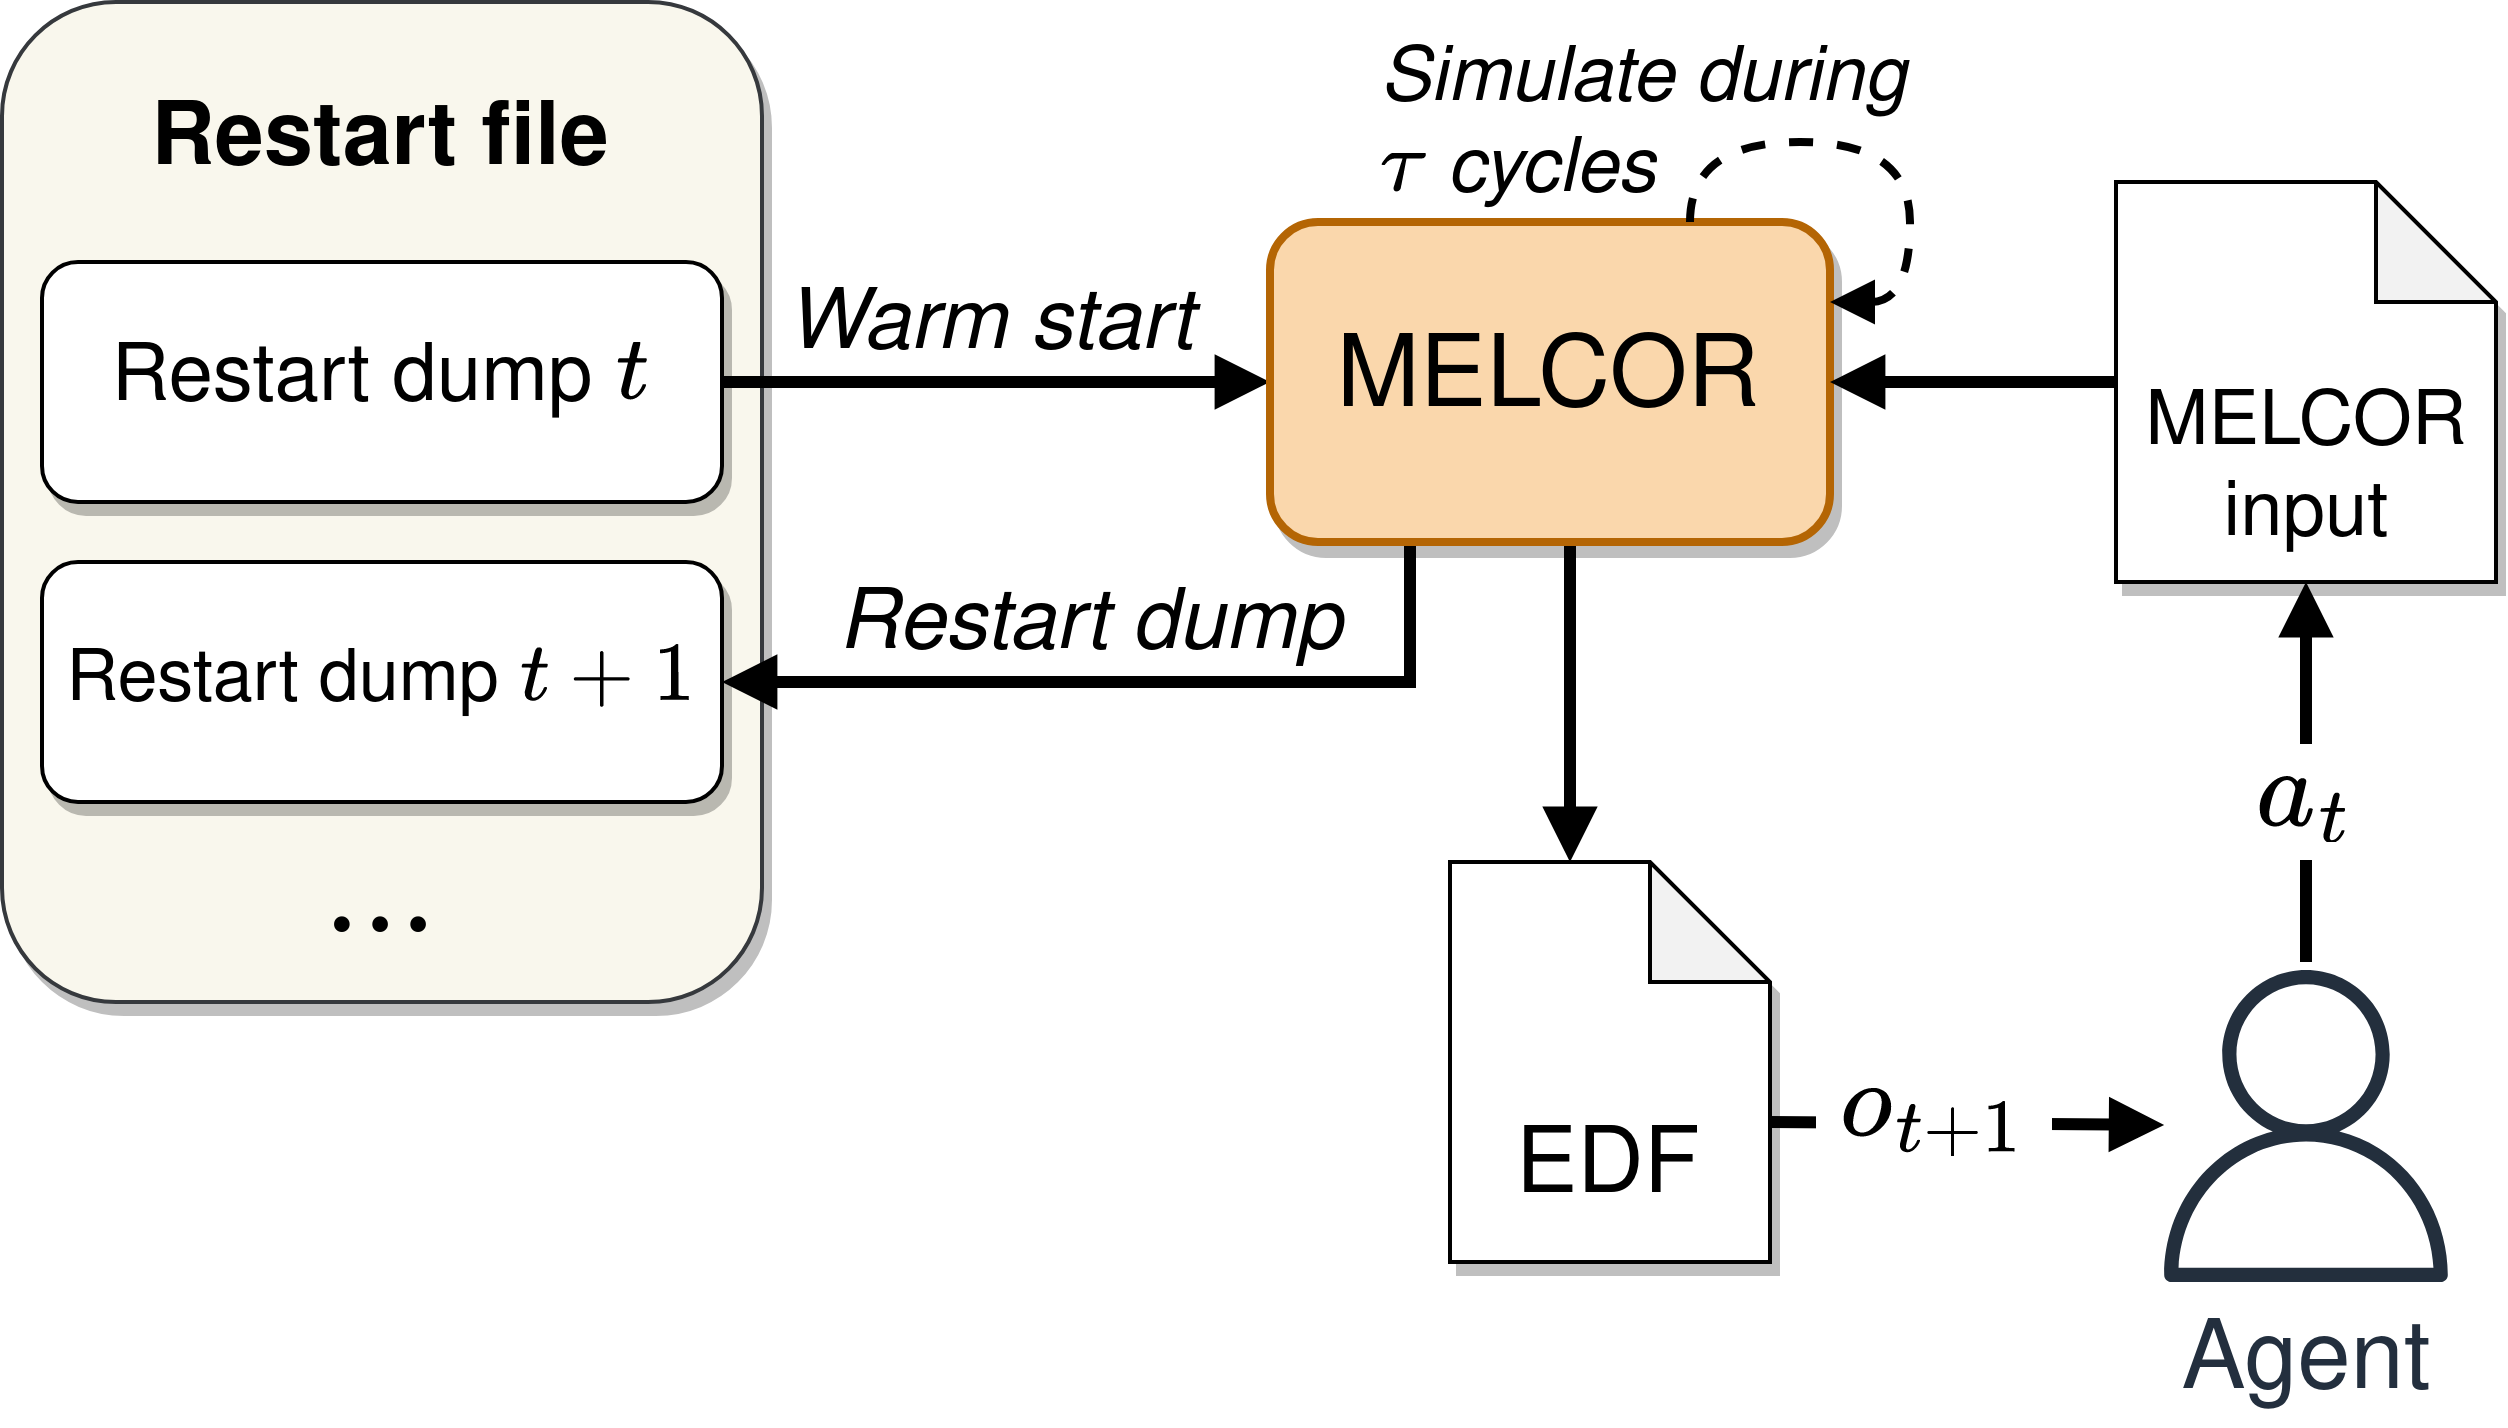 Restart file
Restart dump t
Restart dump t + 1
...
Warm start
Restart dump
Simulate during
τ cycles
MELCOR
MELCOR
input
a_t
EDF
o_{t+1}
Agent